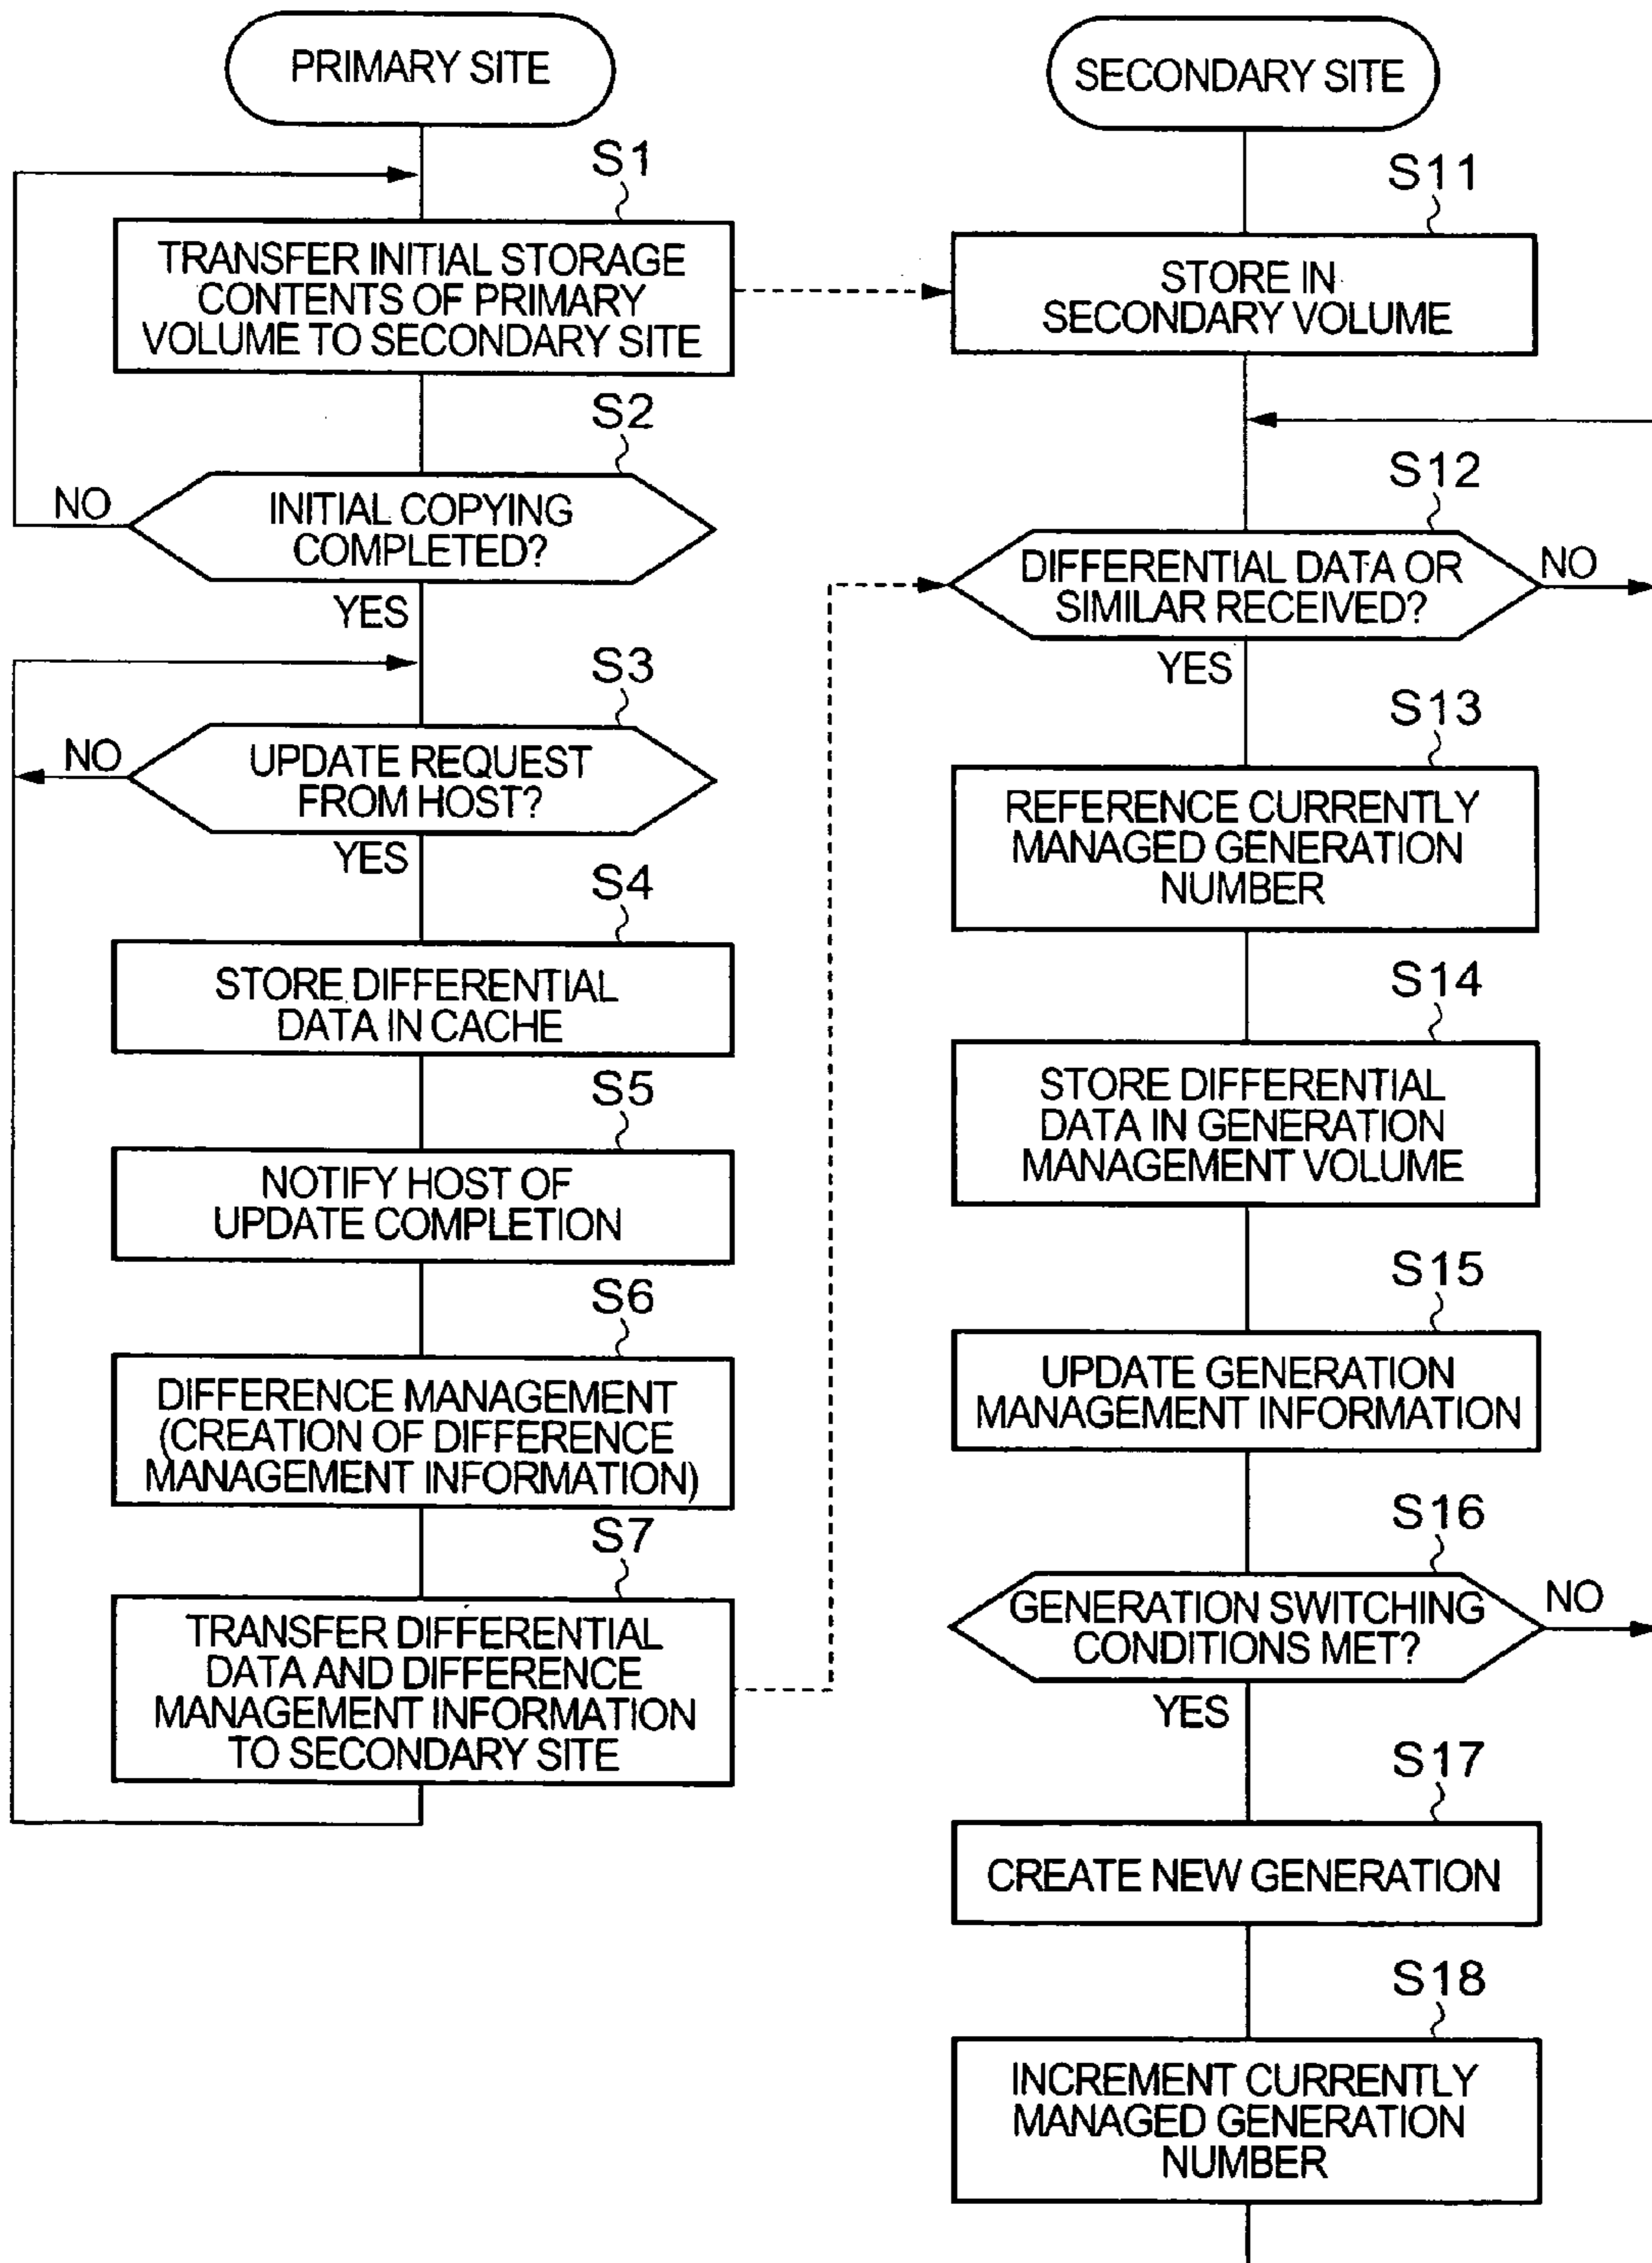 PRIMARY SITE
S1
TRANSFER INITIAL STORAGE
CONTENTS OF PRIMARY
VOLUME TO SECONDARY SITE
S2
INITIAL COPYING
COMPLETED?
NO
YES
S3
UPDATE REQUEST
FROM HOST?
NO
YES
S4
STORE DIFFERENTIAL
DATA IN CACHE
S5
NOTIFY HOST OF
UPDATE COMPLETION
S6
DIFFERENCE MANAGEMENT
(CREATION OF DIFFERENCE
MANAGEMENT INFORMATION)
S7
TRANSFER DIFFERENTIAL
DATA AND DIFFERENCE
MANAGEMENT INFORMATION
TO SECONDARY SITE
SECONDARY SITE
S11
STORE IN
SECONDARY VOLUME
S12
DIFFERENTIAL DATA OR
SIMILAR RECEIVED?
NO
YES
S13
REFERENCE CURRENTLY
MANAGED GENERATION
NUMBER
S14
STORE DIFFERENTIAL
DATA IN GENERATION
MANAGEMENT VOLUME
S15
UPDATE GENERATION
MANAGEMENT INFORMATION
S16
GENERATION SWITCHING
CONDITIONS MET?
NO
YES
S17
CREATE NEW GENERATION
S18
INCREMENT CURRENTLY
MANAGED GENERATION
NUMBER